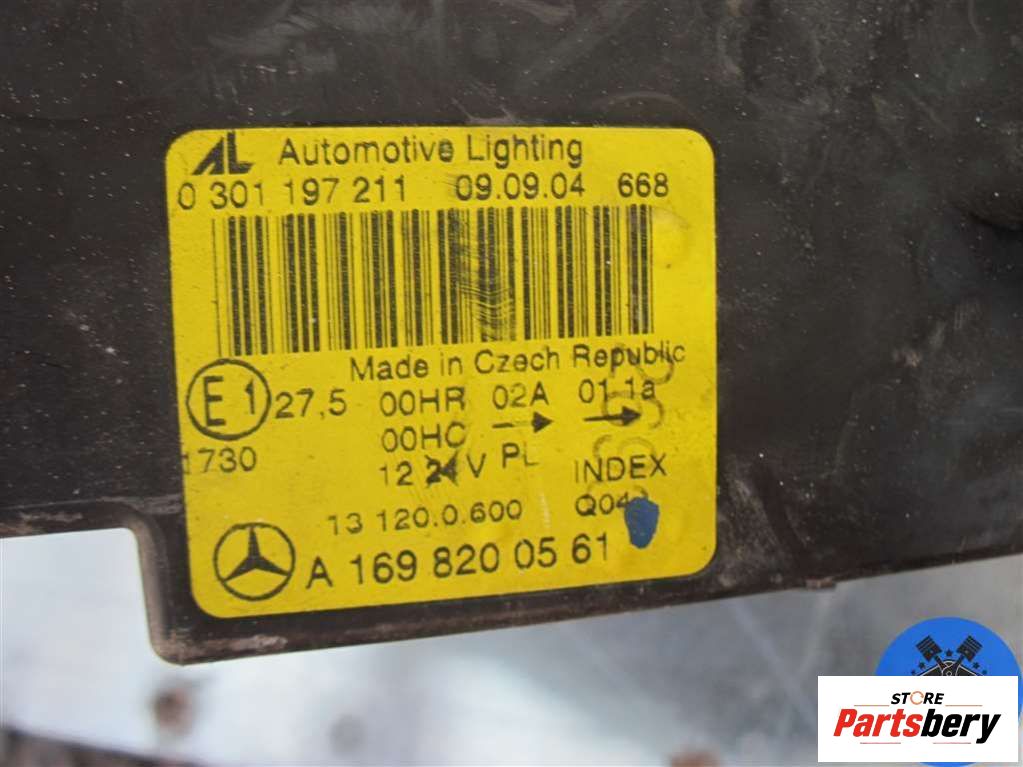 AL Automotive Lighting
0 301 197 211 09.09.04 668
Made in Czech Republic
E1 27,5 00HR 02A 01-1a
00HC
1730
12 24 V PL INDEX
13 120.0.600
A 169 820 05 61
STORE
Partsbery